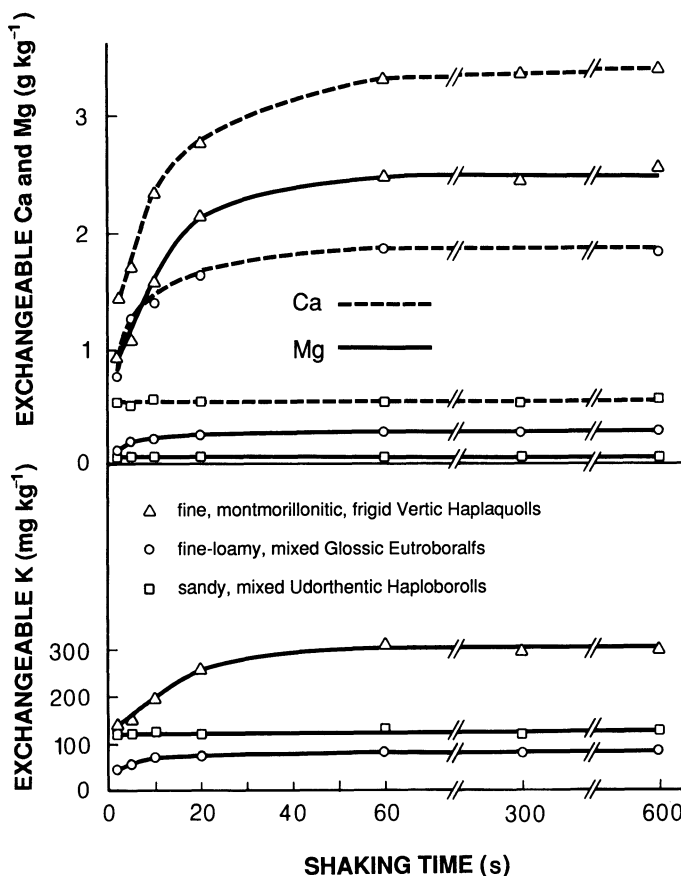 EXCHANGEABLE Ca and Mg (g kg⁻¹)
3
2
1
0
Ca
Mg
△ fine, montmorillonitic, frigid Vertic Haplaquolls
○ fine-loamy, mixed Glossic Eutroboralfs
□ sandy, mixed Udorthentic Haploborolls
EXCHANGEABLE K (mg kg⁻¹)
300
200
100
0
0 20 40 60 300 600
SHAKING TIME (s)